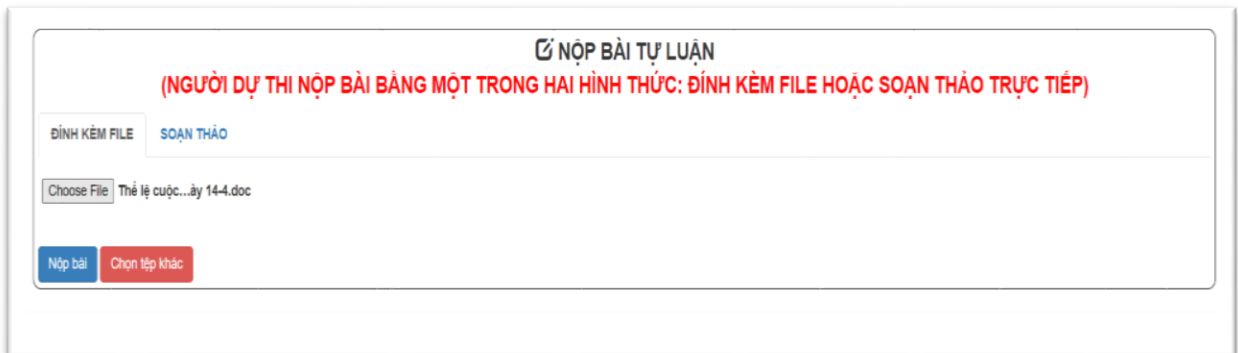 NỘP BÀI TỰ LUẬN
(NGƯỜI DỰ THI NỘP BÀI BẰNG MỘT TRONG HAI HÌNH THỨC: ĐÍNH KÈM FILE HOẶC SOẠN THẢO TRỰC TIẾP)
ĐÍNH KÈM FILE SOẠN THẢO
Choose File Thể lệ cuộc...ày 14-4.doc
Nộp bài Chọn tệp khác